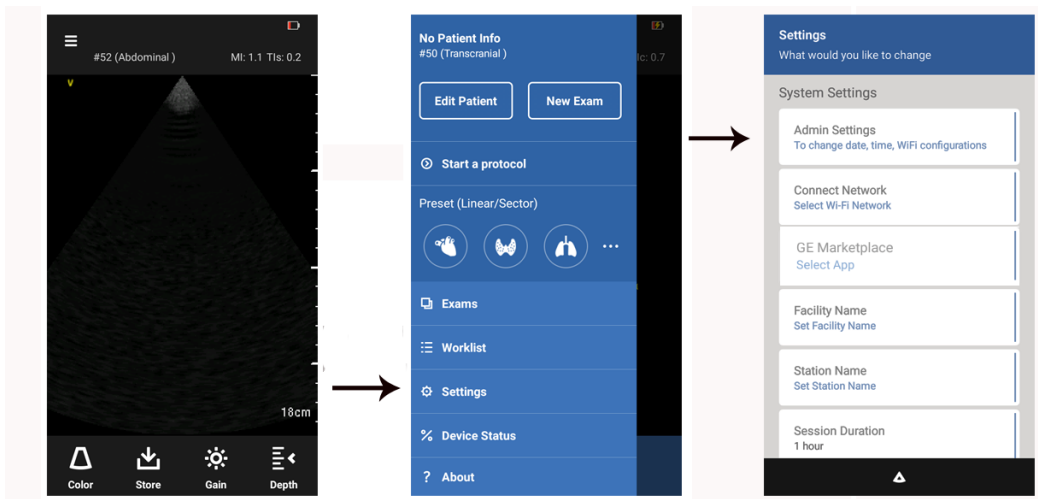 #52 (Abdominal )
MI: 1.1 TIs: 0.2
V
18cm
Color
Store
Gain
Depth
No Patient Info
#50 (Transcranial )
Ic: 0.7
Edit Patient
New Exam
Start a protocol
Preset (Linear/Sector)
Exams
Worklist
Settings
Device Status
? About
Settings
What would you like to change
System Settings
Admin Settings
To change date, time, WiFi configurations
Connect Network
Select Wi-Fi Network
GE Marketplace
Select App
Facility Name
Set Facility Name
Station Name
Set Station Name
Session Duration
1 hour